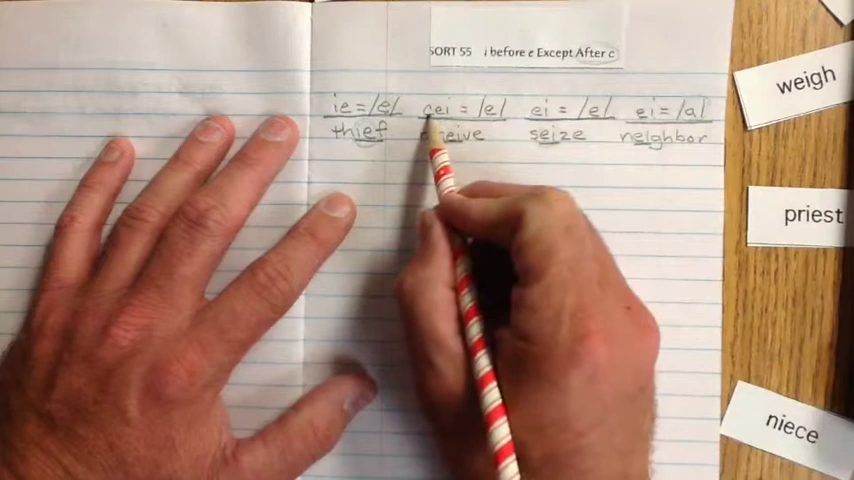 SORT 55 i before e Except After c
ie = /e/ cei = /e/ ei = /e/ ei = /a/
thief seize neighbor
weigh
priest
niece